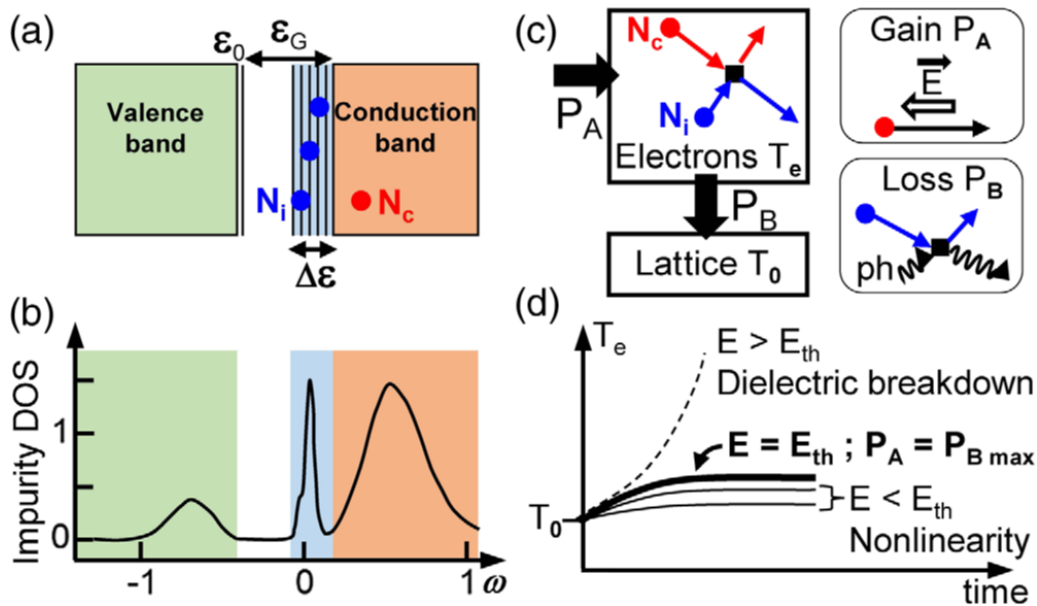 (a)
ε0
εG
Valence
band
Conduction
band
Ni
Nc
Δε
(b)
Impurity DOS
1
0
-1
0
1
ω
(c)
PA
Nc
Ni
Electrons Te
PB
Lattice T0
Gain PA
E
Loss PB
ph
(d)
Te
E > Eth
Dielectric breakdown
E = Eth ; PA = PB max
E < Eth
Nonlinearity
T0
time